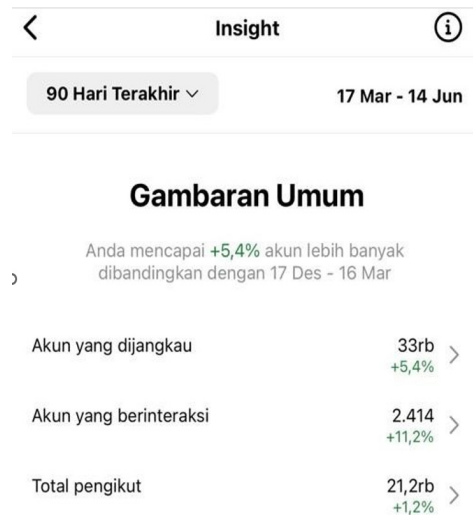 Insight
90 Hari Terakhir
17 Mar - 14 Jun
Gambaran Umum
Anda mencapai +5,4% akun lebih banyak
dibandingkan dengan 17 Des - 16 Mar
Akun yang dijangkau
33rb
+5,4%
Akun yang berinteraksi
2.414
+11,2%
Total pengikut
21,2rb
+1,2%